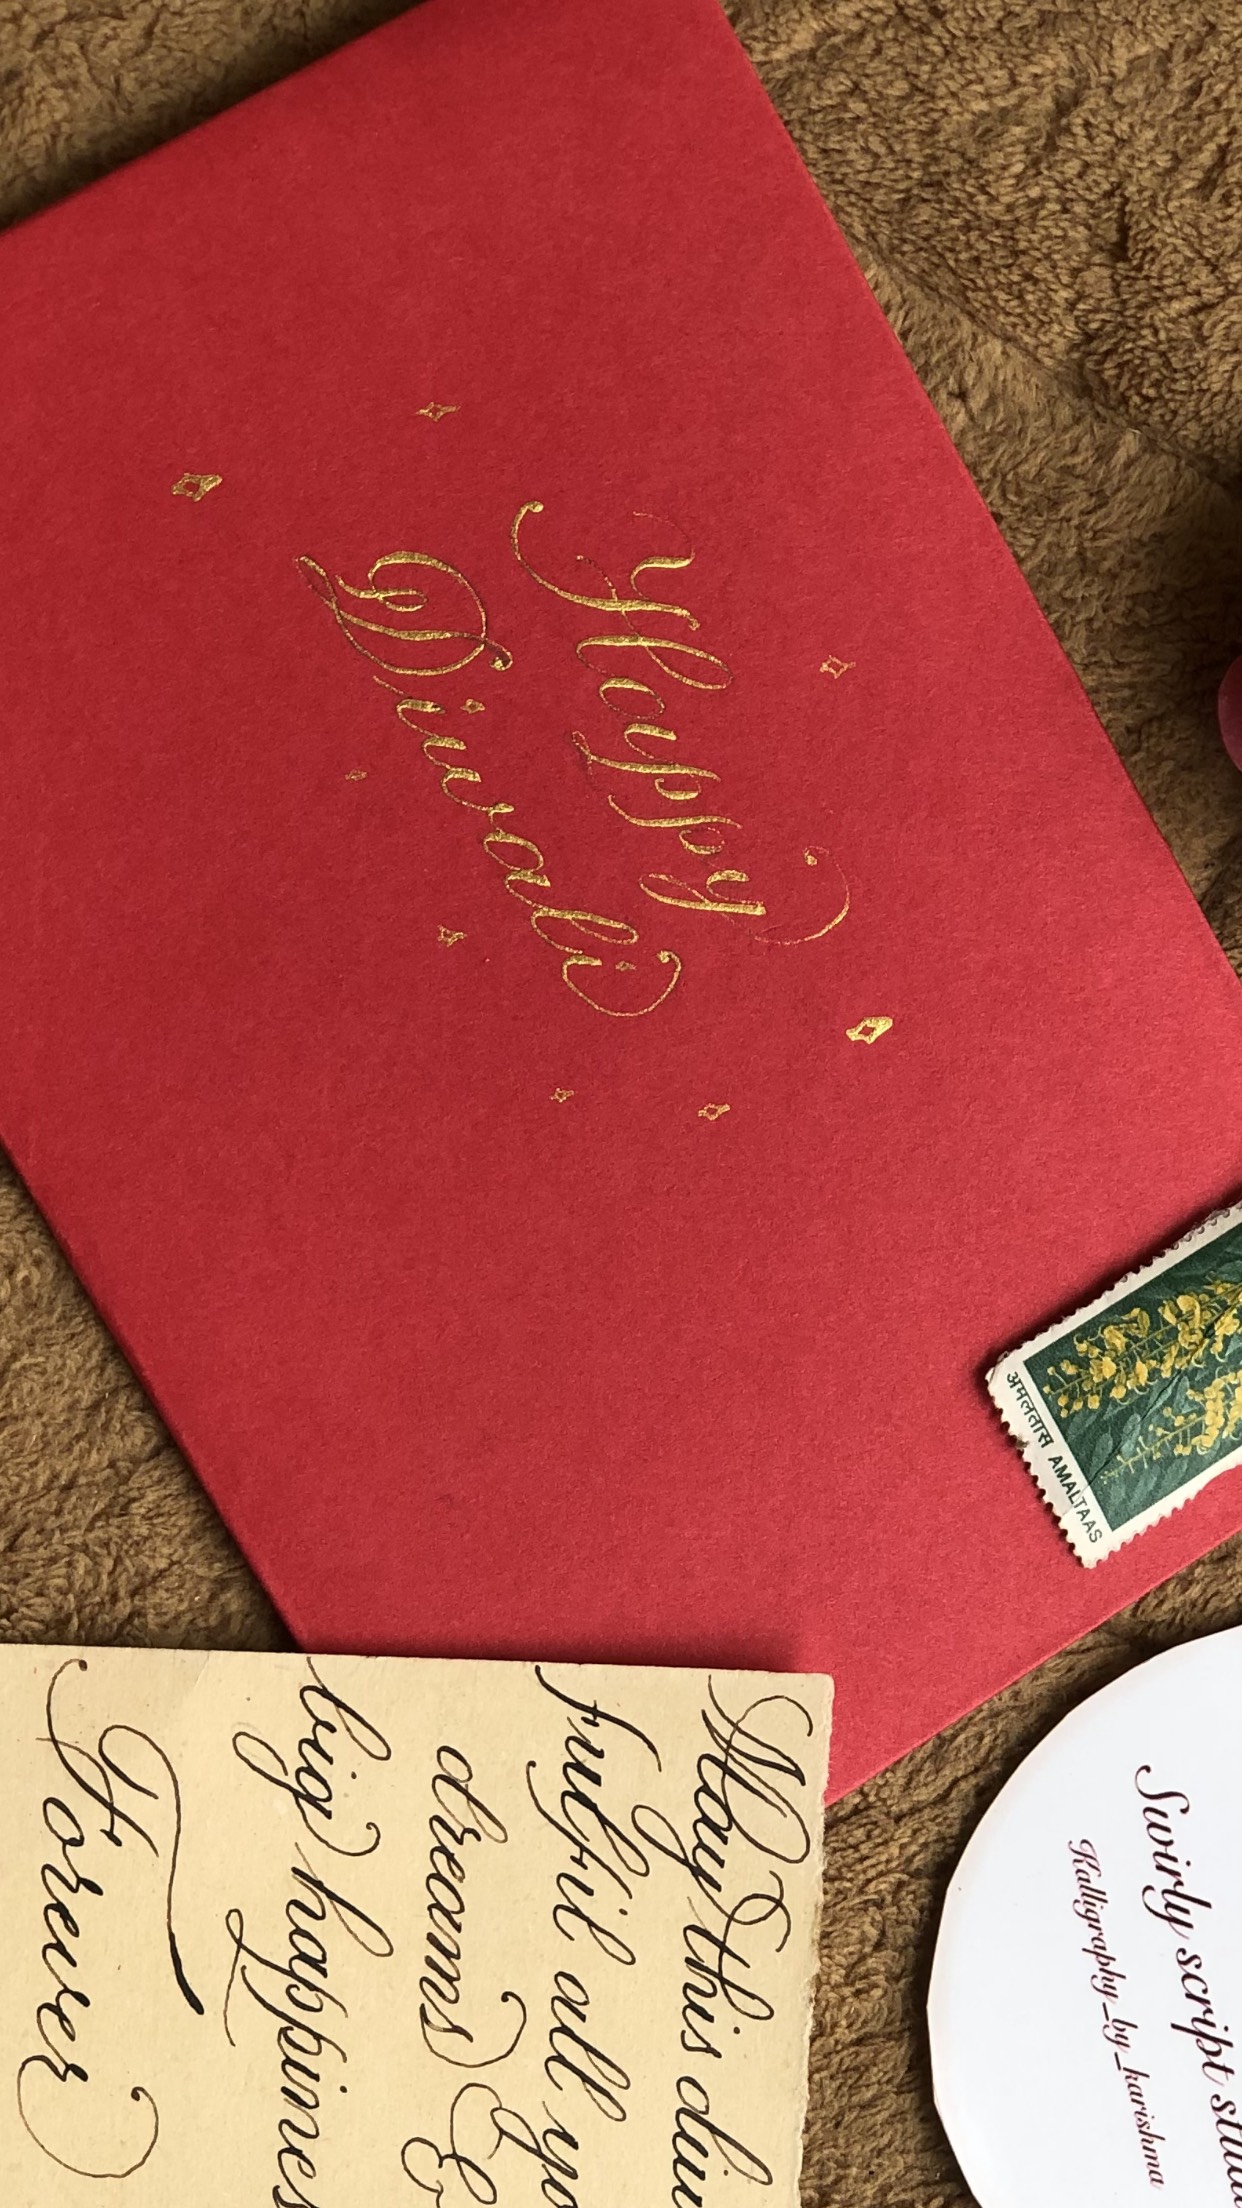 Happy
Diwali
अमलतास AMALTAAS
Swirly script
Kalligraphy_by_karishma
May this
fulfil all
dreams &
big
Forever